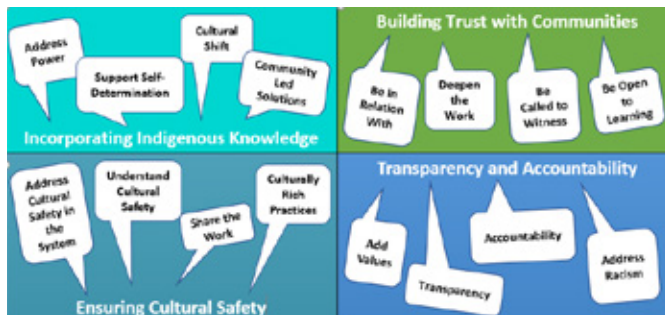 Address
Power
Support Self-
Determination
Cultural
Shift
Community
Led
Solutions
Incorporating Indigenous Knowledge
Building Trust with Communities
Be in
Relation
With
Deepen
the
Work
Be
Called to
Witness
Be Open
to
Learning
Address
Cultural
Safety in
the
System
Understand
Cultural
Safety
Share the
Work
Culturally
Rich
Practices
Ensuring Cultural Safety
Transparency and Accountability
Add
Values
Transparency
Accountability
Address
Racism